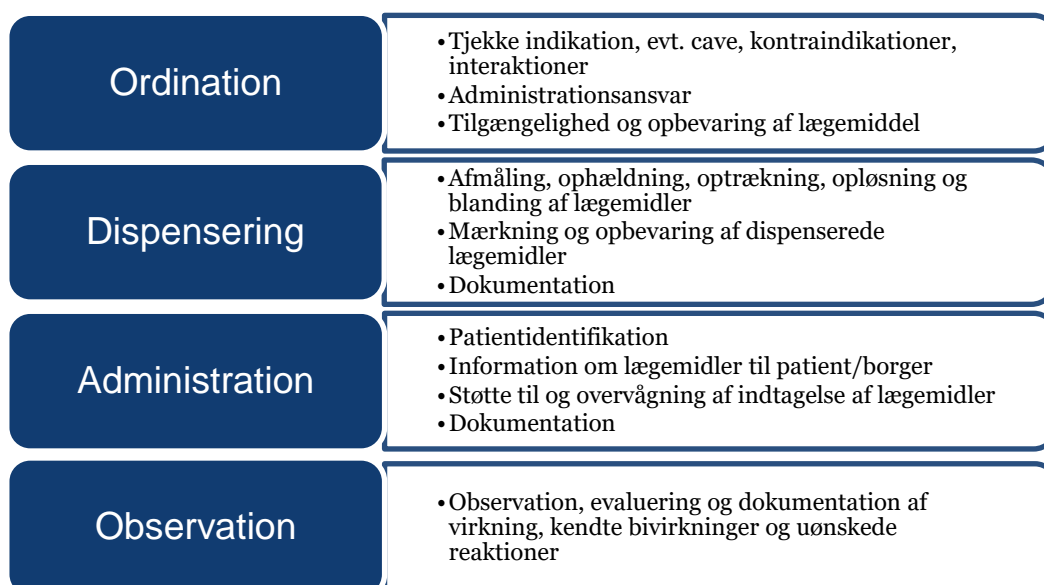 Ordination
•Tjekke indikation, evt. cave, kontraindikationer,
interaktioner
•Administrationsansvar
•Tilgængelighed og opbevaring af lægemiddel
Dispensering
•Afmåling, ophældning, optrækning, opløsning og
blanding af lægemidler
•Mærkning og opbevaring af dispenserede
lægemidler
•Dokumentation
Administration
•Patientidentifikation
•Information om lægemidler til patient/borger
•Støtte til og overvågning af indtagelse af lægemidler
•Dokumentation
Observation
•Observation, evaluering og dokumentation af
virkning, kendte bivirkninger og uønskede
reaktioner